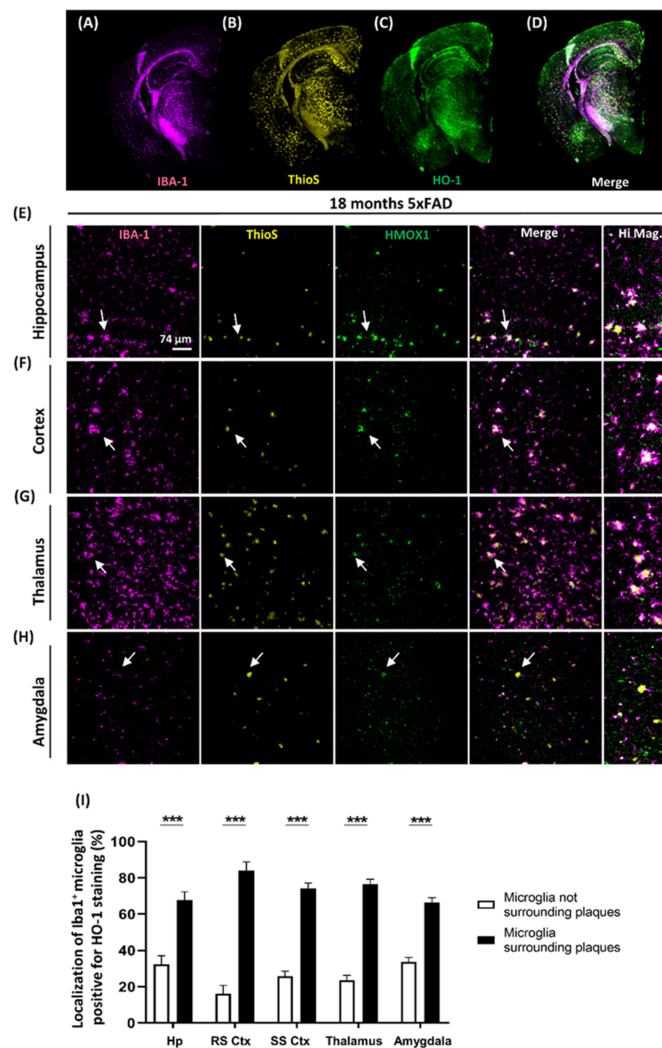 (A) (B) (C) (D)
IBA-1 ThioS HO-1 Merge
18 months 5xFAD
(E) IBA-1 ThioS HMOX1 Merge Hi Mag.
Hippocampus
74 µm
(F)
Cortex
(G)
Thalamus
(H)
Amygdala
(I)
*** *** *** *** ***
Localization of Iba1+ microglia
positive for HO-1 staining (%)
100
80
60
40
20
0
Hp RS Ctx SS Ctx Thalamus Amygdala
Microglia not
surrounding plaques
Microglia
surrounding plaques